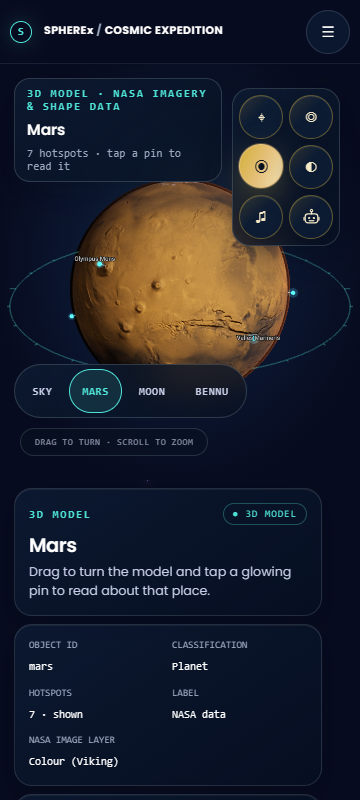 S SPHEREx / COSMIC EXPEDITION
3D MODEL · NASA IMAGERY
& SHAPE DATA
Mars
7 hotspots · tap a pin to
read it
Olympus Mons
Valles Marineris
SKY MARS MOON BENNU
DRAG TO TURN · SCROLL TO ZOOM
3D MODEL
3D MODEL
Mars
Drag to turn the model and tap a glowing
pin to read about that place.
OBJECT ID CLASSIFICATION
mars Planet
HOTSPOTS LABEL
7 · shown NASA data
NASA IMAGE LAYER
Colour (Viking)